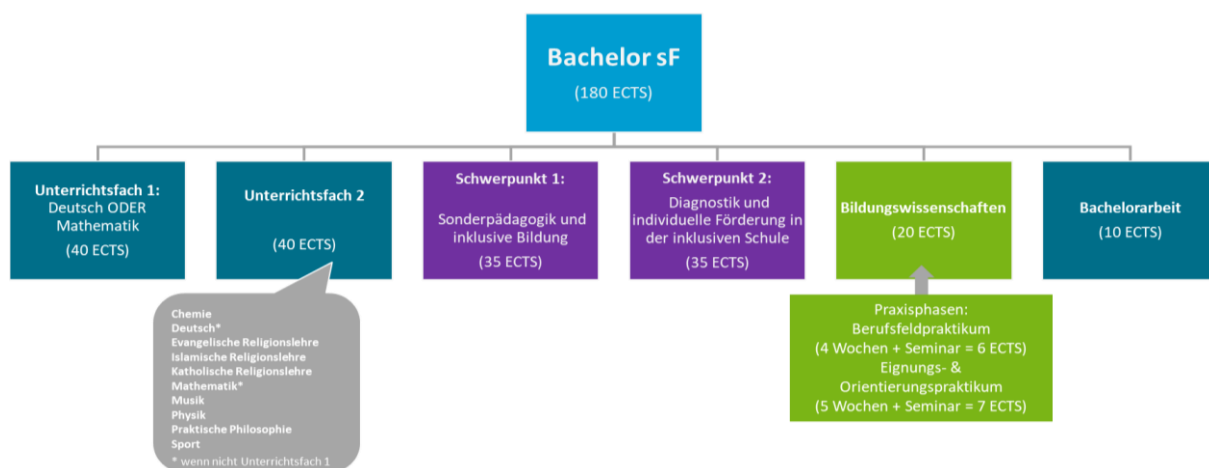 Bachelor sF
(180 ECTS)
Unterrichtsfach 1:
Deutsch ODER
Mathematik
(40 ECTS)
Unterrichtsfach 2
(40 ECTS)
Schwerpunkt 1:
Sonderpädagogik und
inklusive Bildung
(35 ECTS)
Schwerpunkt 2:
Diagnostik und
individuelle Förderung in
der inklusiven Schule
(35 ECTS)
Bildungswissenschaften
(20 ECTS)
Bachelorarbeit
(10 ECTS)
Chemie
Deutsch*
Evangelische Religionslehre
Islamische Religionslehre
Katholische Religionslehre
Mathematik*
Musik
Physik
Praktische Philosophie
Sport
* wenn nicht Unterrichtsfach 1
Praxisphasen:
Berufsfeldpraktikum
(4 Wochen + Seminar = 6 ECTS)
Eignungs- &
Orientierungspraktikum
(5 Wochen + Seminar = 7 ECTS)